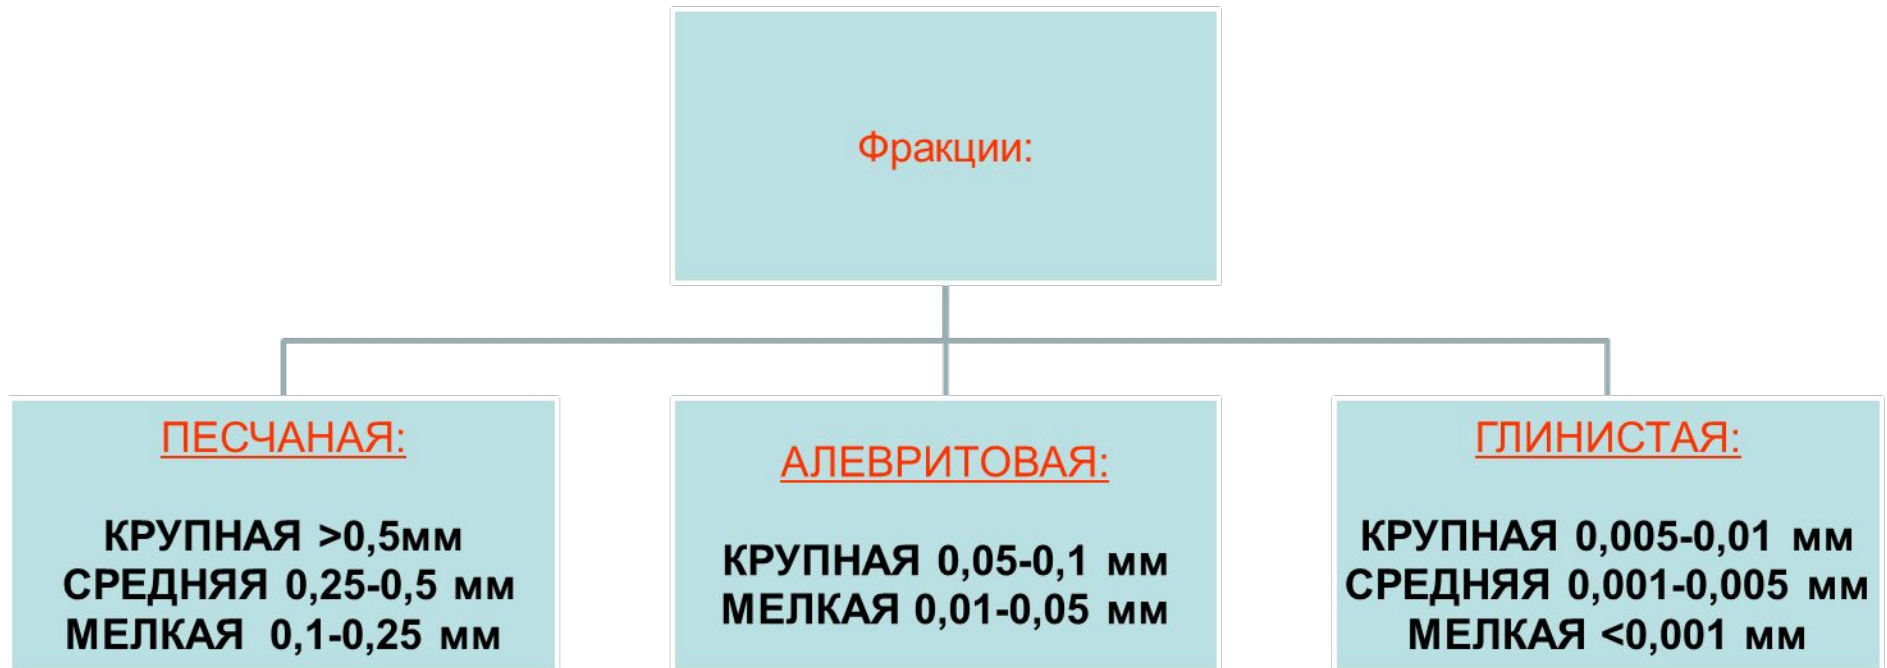 Фракции:
ПЕСЧАНАЯ:
КРУПНАЯ >0,5мм
СРЕДНЯЯ 0,25-0,5 мм
МЕЛКАЯ 0,1-0,25 мм
АЛЕВРИТОВАЯ:
КРУПНАЯ 0,05-0,1 мм
МЕЛКАЯ 0,01-0,05 мм
ГЛИНИСТАЯ:
КРУПНАЯ 0,005-0,01 мм
СРЕДНЯЯ 0,001-0,005 мм
МЕЛКАЯ <0,001 мм